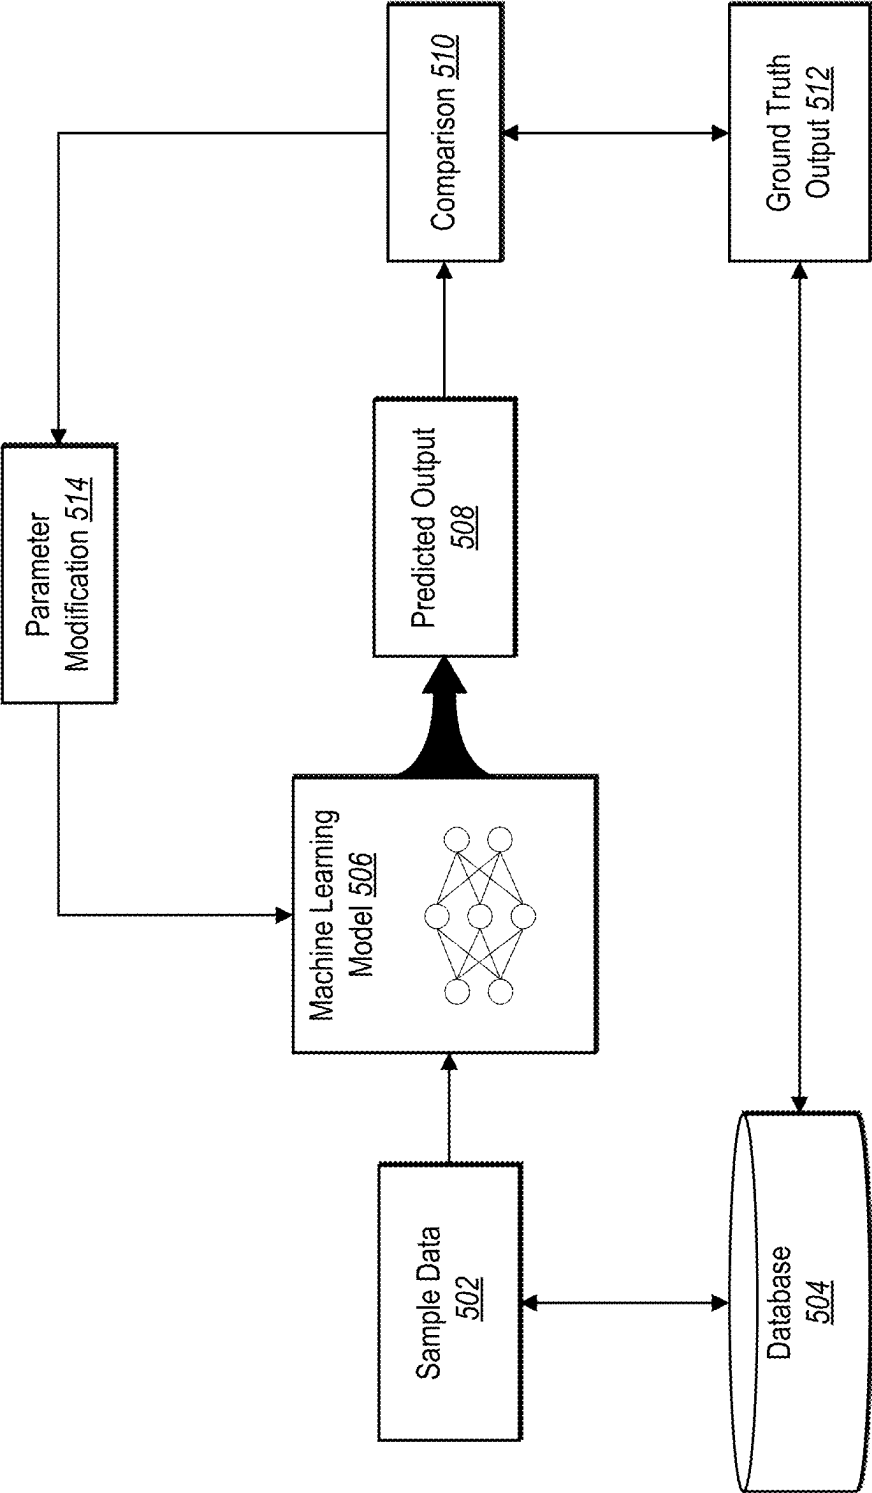 Parameter
Modification 514
Sample Data
502
Machine Learning
Model 506
Predicted Output
508
Comparison 510
Database
504
Ground Truth
Output 512